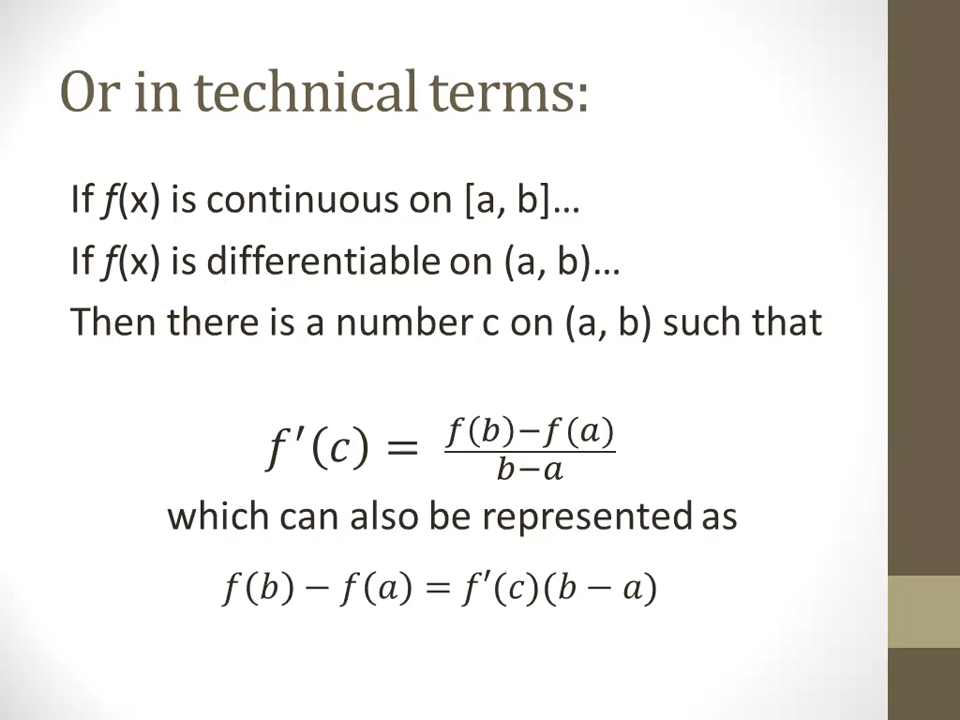 Or in technical terms:
If f(x) is continuous on [a, b]…
If f(x) is differentiable on (a, b)…
Then there is a number c on (a, b) such that
f′(c) = f(b)−f(a) / b−a
which can also be represented as
f(b) − f(a) = f′(c)(b − a)